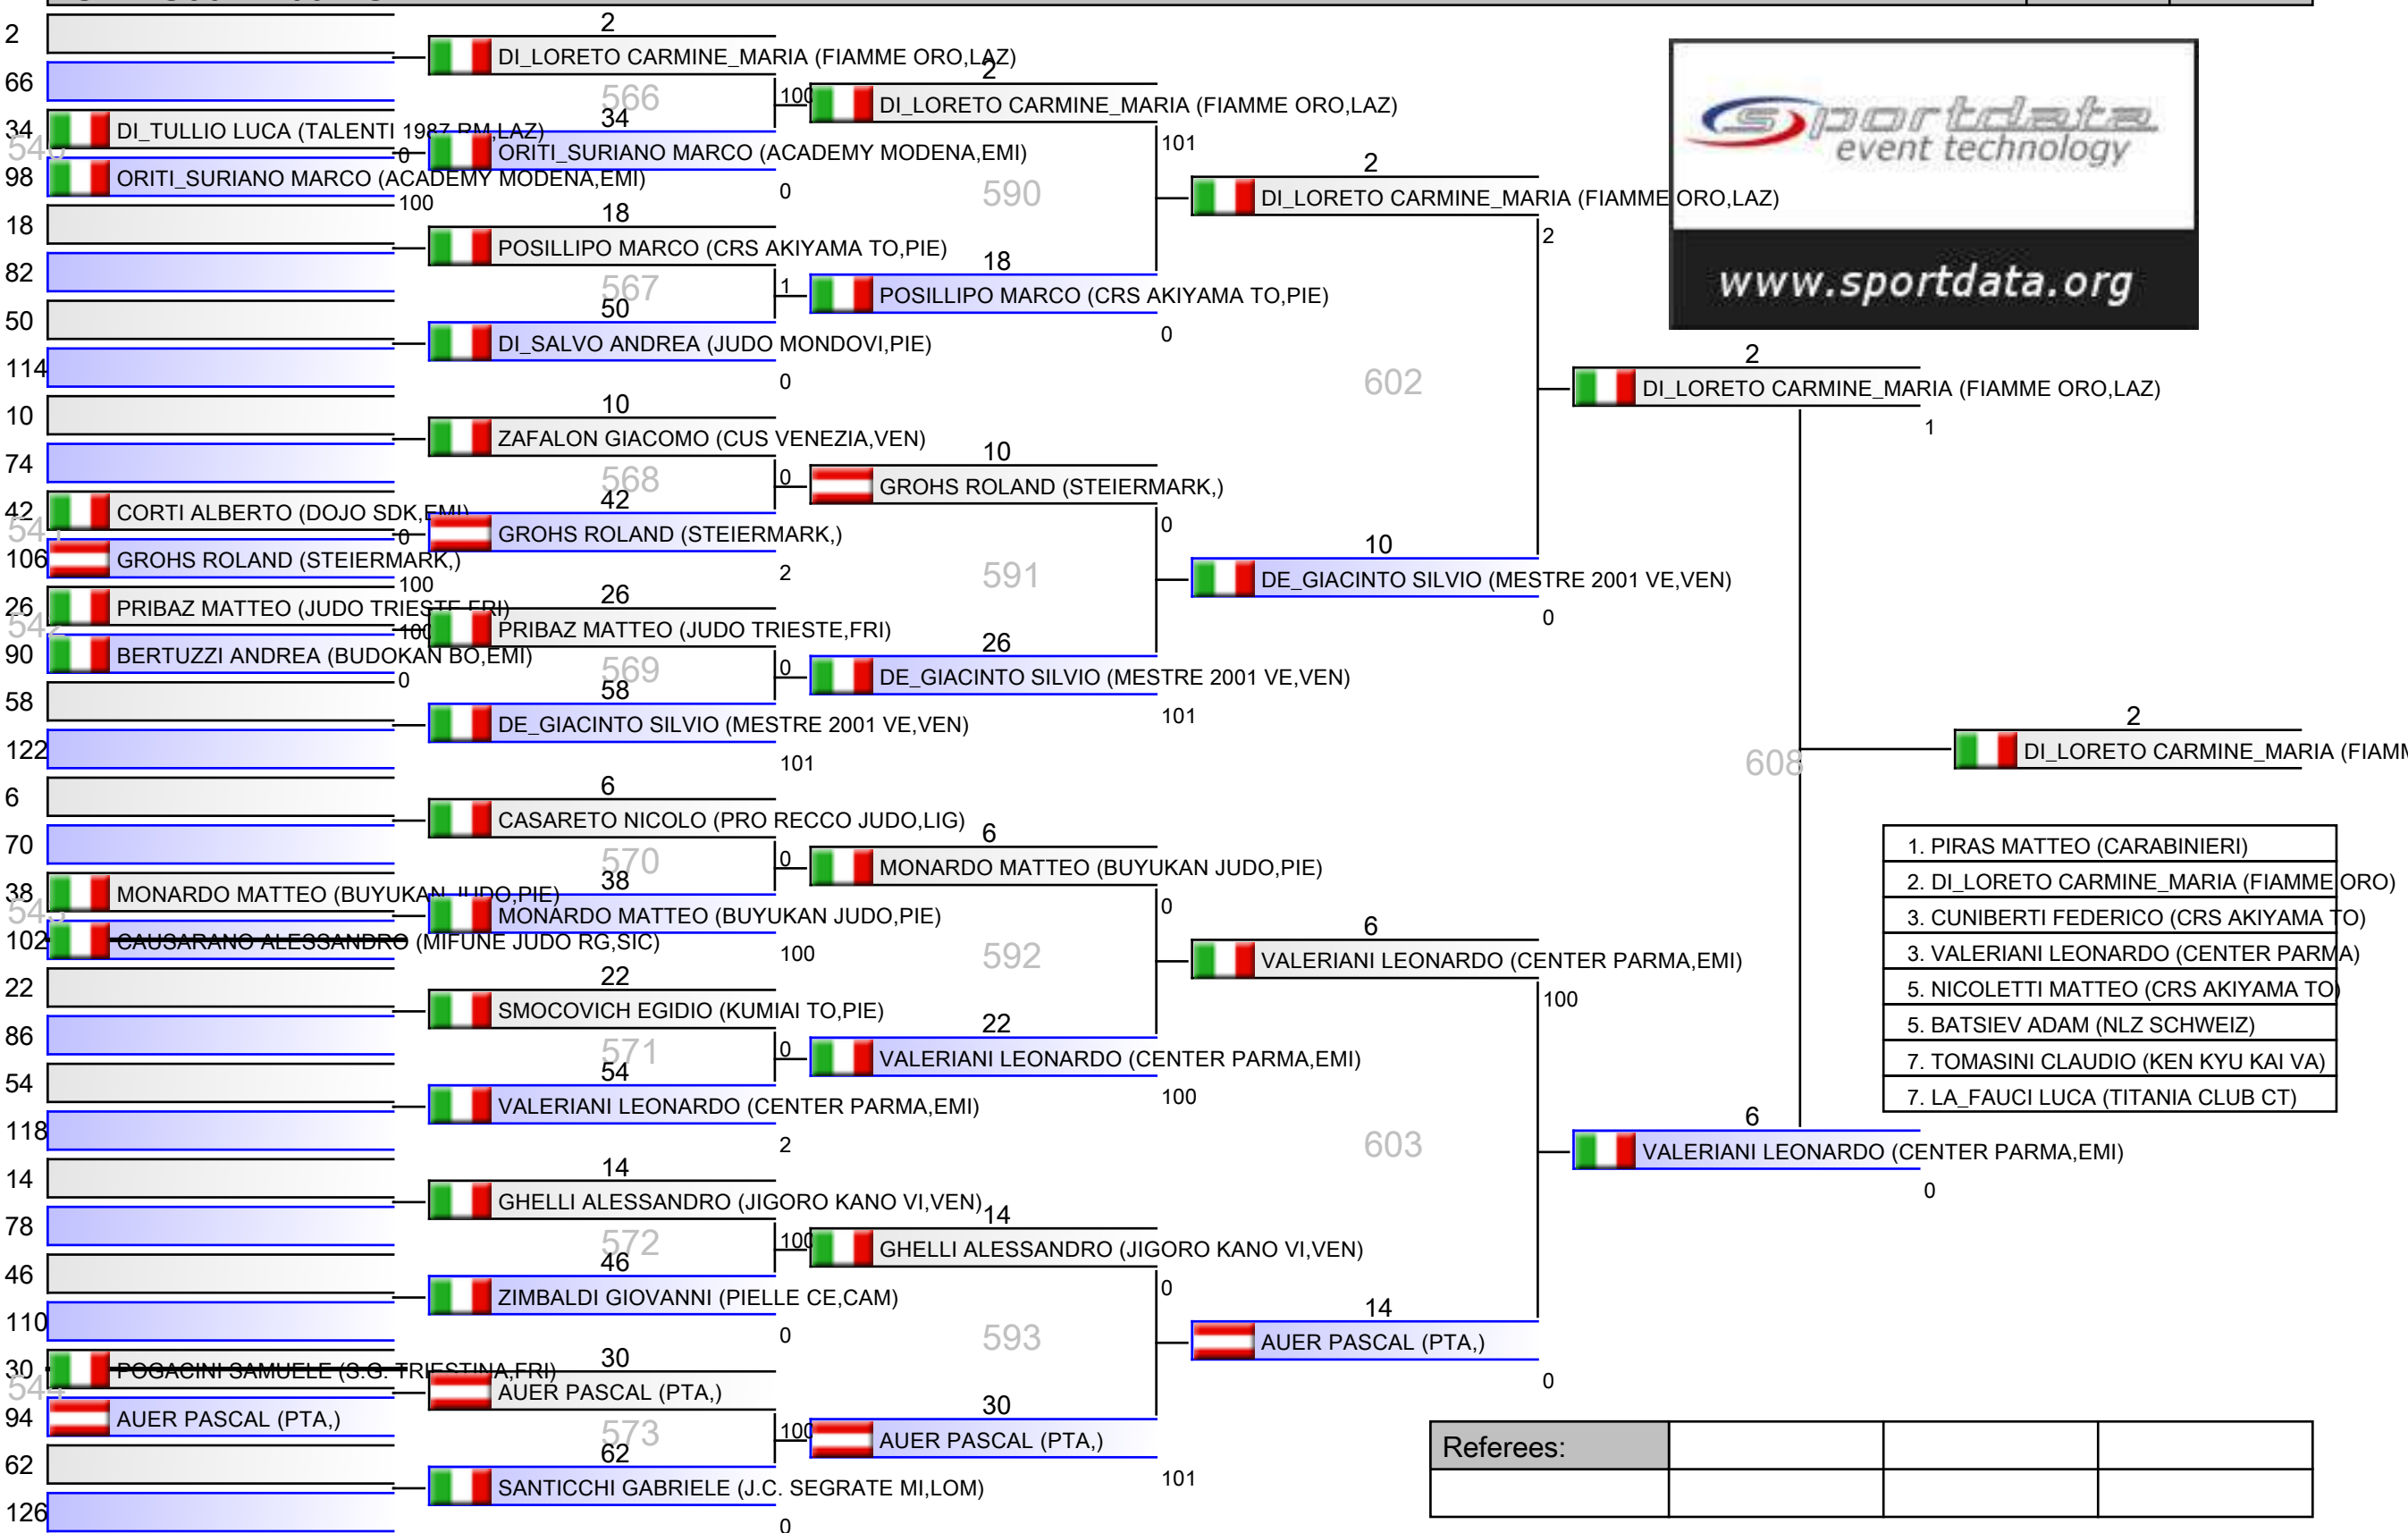 2
66
34 DI_TULLIO LUCA (TALENTI 1987 RM,LAZ)
0
98 ORITI_SURIANO MARCO (ACADEMY MODENA,EMI)
100
18
82
50
114
10
74
42 CORTI ALBERTO (DOJO SDK,EMI)
0
106 GROHS ROLAND (STEIERMARK,)
100
26 PRIBAZ MATTEO (JUDO TRIESTE,FRI)
542
100
90 BERTUZZI ANDREA (BUDOKAN BO,EMI)
0
58
122
6
70
38 MONARDO MATTEO (BUYUKAN JUDO,PIE)
102 CAUSARANO ALESSANDRO (MIFUNE JUDO RG,SIC)
22
86
54
118
14
78
46
110
30 POGACINI SAMUELE (S.G. TRIESTINA,FRI)
544
94 AUER PASCAL (PTA,)
62
126
2
DI_LORETO CARMINE_MARIA (FIAMME ORO,LAZ)
566
100
34
ORITI_SURIANO MARCO (ACADEMY MODENA,EMI)
0
18
POSILLIPO MARCO (CRS AKIYAMA TO,PIE)
567
1
50
DI_SALVO ANDREA (JUDO MONDOVI,PIE)
0
10
ZAFALON GIACOMO (CUS VENEZIA,VEN)
568
0
42
GROHS ROLAND (STEIERMARK,)
2
26
PRIBAZ MATTEO (JUDO TRIESTE,FRI)
569
0
58
DE_GIACINTO SILVIO (MESTRE 2001 VE,VEN)
101
6
CASARETO NICOLO (PRO RECCO JUDO,LIG)
570
0
38
MONARDO MATTEO (BUYUKAN JUDO,PIE)
100
22
SMOCOVICH EGIDIO (KUMIAI TO,PIE)
571
0
54
VALERIANI LEONARDO (CENTER PARMA,EMI)
2
14
GHELLI ALESSANDRO (JIGORO KANO VI,VEN)
572
100
46
ZIMBALDI GIOVANNI (PIELLE CE,CAM)
0
30
AUER PASCAL (PTA,)
573
100
62
SANTICCHI GABRIELE (J.C. SEGRATE MI,LOM)
0
2
DI_LORETO CARMINE_MARIA (FIAMME ORO,LAZ)
101
590
18
POSILLIPO MARCO (CRS AKIYAMA TO,PIE)
0
10
GROHS ROLAND (STEIERMARK,)
0
591
26
DE_GIACINTO SILVIO (MESTRE 2001 VE,VEN)
101
6
MONARDO MATTEO (BUYUKAN JUDO,PIE)
0
592
22
VALERIANI LEONARDO (CENTER PARMA,EMI)
100
14
GHELLI ALESSANDRO (JIGORO KANO VI,VEN)
0
593
30
AUER PASCAL (PTA,)
101
2
DI_LORETO CARMINE_MARIA (FIAMME ORO,LAZ)
2
602
10
DE_GIACINTO SILVIO (MESTRE 2001 VE,VEN)
0
6
VALERIANI LEONARDO (CENTER PARMA,EMI)
100
603
14
AUER PASCAL (PTA,)
0
sportdata
event technology
www.sportdata.org
2
DI_LORETO CARMINE_MARIA (FIAMME ORO,LAZ)
1
608
6
VALERIANI LEONARDO (CENTER PARMA,EMI)
0
2
DI_LORETO CARMINE_MARIA (FIAMM
1. PIRAS MATTEO (CARABINIERI)
2. DI_LORETO CARMINE_MARIA (FIAMME ORO)
3. CUNIBERTI FEDERICO (CRS AKIYAMA TO)
3. VALERIANI LEONARDO (CENTER PARMA)
5. NICOLETTI MATTEO (CRS AKIYAMA TO)
5. BATSIEV ADAM (NLZ SCHWEIZ)
7. TOMASINI CLAUDIO (KEN KYU KAI VA)
7. LA_FAUCI LUCA (TITANIA CLUB CT)
Referees: